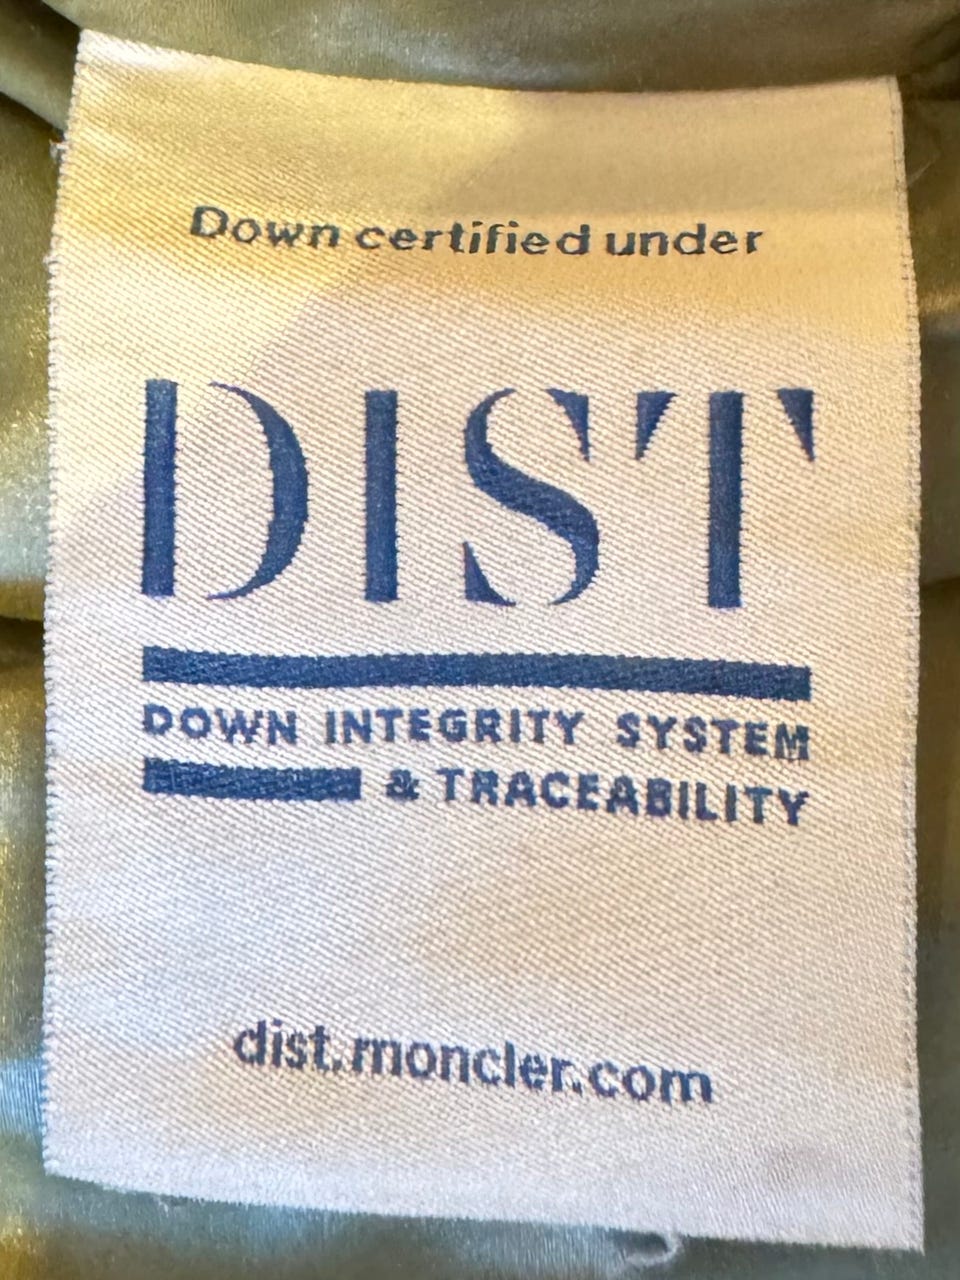 Down certified under
DIST
DOWN INTEGRITY SYSTEM
& TRACEABILITY
dist.moncler.com